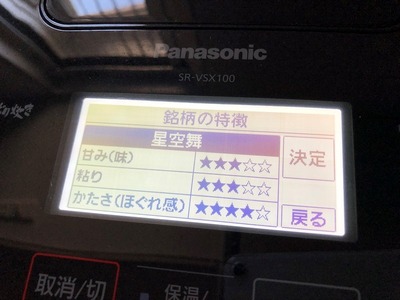 Panasonic
SR-VSX100
銘柄の特徴
星空舞
甘み(味) ★★★☆☆
粘り ★★★☆☆
かたさ(ほぐれ感) ★★★★☆
決定
戻る
取消/切
保温/